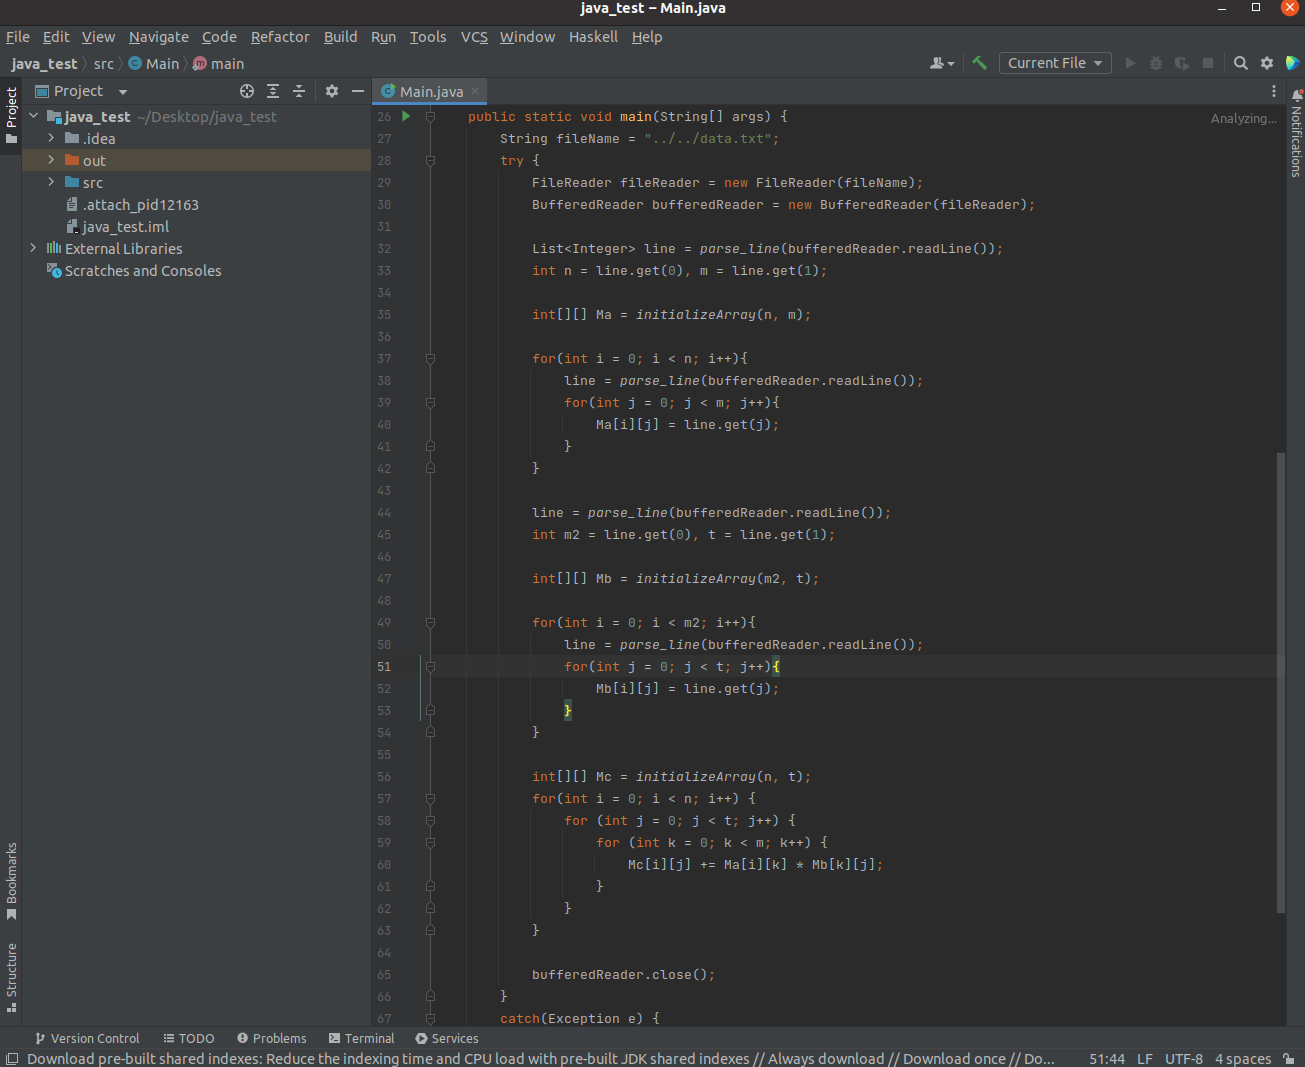 java_test – Main.java
File Edit View Navigate Code Refactor Build Run Tools VCS Window Haskell Help
java_test src Main main
Current File
Project
Main.java
Project
java_test ~/Desktop/java_test
.idea
out
src
.attach_pid12163
java_test.iml
External Libraries
Scratches and Consoles
Bookmarks
Structure
Analyzing...
Notifications
26 public static void main(String[] args) {
27 String fileName = "../../data.txt";
28 try {
29 FileReader fileReader = new FileReader(fileName);
30 BufferedReader bufferedReader = new BufferedReader(fileReader);
31
32 List<Integer> line = parse_line(bufferedReader.readLine());
33 int n = line.get(0), m = line.get(1);
34
35 int[][] Ma = initializeArray(n, m);
36
37 for(int i = 0; i < n; i++){
38 line = parse_line(bufferedReader.readLine());
39 for(int j = 0; j < m; j++){
40 Ma[i][j] = line.get(j);
41 }
42 }
43
44 line = parse_line(bufferedReader.readLine());
45 int m2 = line.get(0), t = line.get(1);
46
47 int[][] Mb = initializeArray(m2, t);
48
49 for(int i = 0; i < m2; i++){
50 line = parse_line(bufferedReader.readLine());
51 for(int j = 0; j < t; j++){
52 Mb[i][j] = line.get(j);
53 }
54 }
55
56 int[][] Mc = initializeArray(n, t);
57 for(int i = 0; i < n; i++) {
58 for (int j = 0; j < t; j++) {
59 for (int k = 0; k < m; k++) {
60 Mc[i][j] += Ma[i][k] * Mb[k][j];
61 }
62 }
63 }
64
65 bufferedReader.close();
66 }
67 catch(Exception e) {
Version Control TODO Problems Terminal Services
Download pre-built shared indexes: Reduce the indexing time and CPU load with pre-built JDK shared indexes // Always download // Download once // Do... 51:44 LF UTF-8 4 spaces